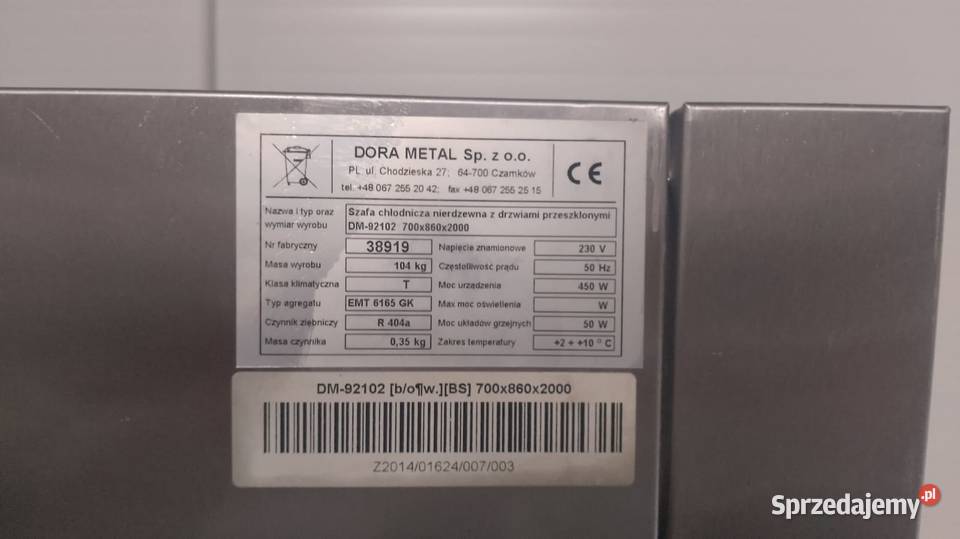 DORA METAL Sp. z o.o.
PL ul. Chodzieska 27; 64-700 Czarnków
tel. +48 067 255 20 42; fax +48 067 255 25 15
CE
Nazwa i typ oraz wymiar wyrobu
Szafa chłodnicza nierdzewna z drzwiami przeszklonymi
DM-92102 700x860x2000
Nr fabryczny 38919 Napięcie znamionowe 230 V
Masa wyrobu 104 kg Częstotliwość prądu 50 Hz
Klasa klimatyczna T Moc urządzenia 450 W
Typ agregatu EMT 6165 GK Max moc oświetlenia W
Czynnik ziębniczy R 404a Moc układów grzejnych 50 W
Masa czynnika 0,35 kg Zakres temperatury +2 ÷ +10 ° C
DM-92102 [b/o¶w.][BS] 700x860x2000
Z2014/01624/007/003
Sprzedajemy.pl